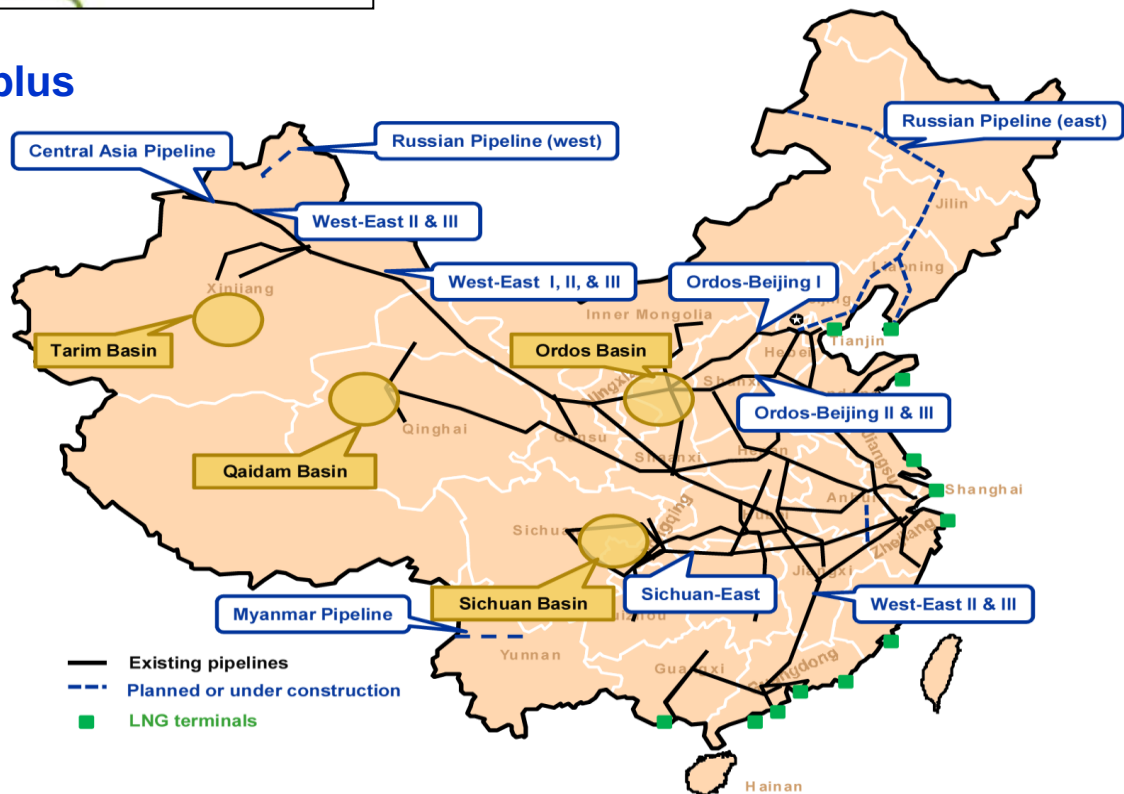 plus
Russian Pipeline (east)
Russian Pipeline (west)
Central Asia Pipeline
West-East II & III
Jilin
Liaoning
West-East I, II, & III
Ordos-Beijing I
Xinjiang
Inner Mongolia
Tianjin
Tarim Basin
Ordos Basin
Hebei
Shanxi
Ordos-Beijing II & III
Qinghai
Gansu
Shaanxi
Jiangsu
Qaidam Basin
Anhui
Shanghai
Zhejiang
Jiangxi
Sichuan Basin
Sichuan-East
West-East II & III
Myanmar Pipeline
Yunnan
Guangxi
Existing pipelines
Planned or under construction
LNG terminals
Hainan